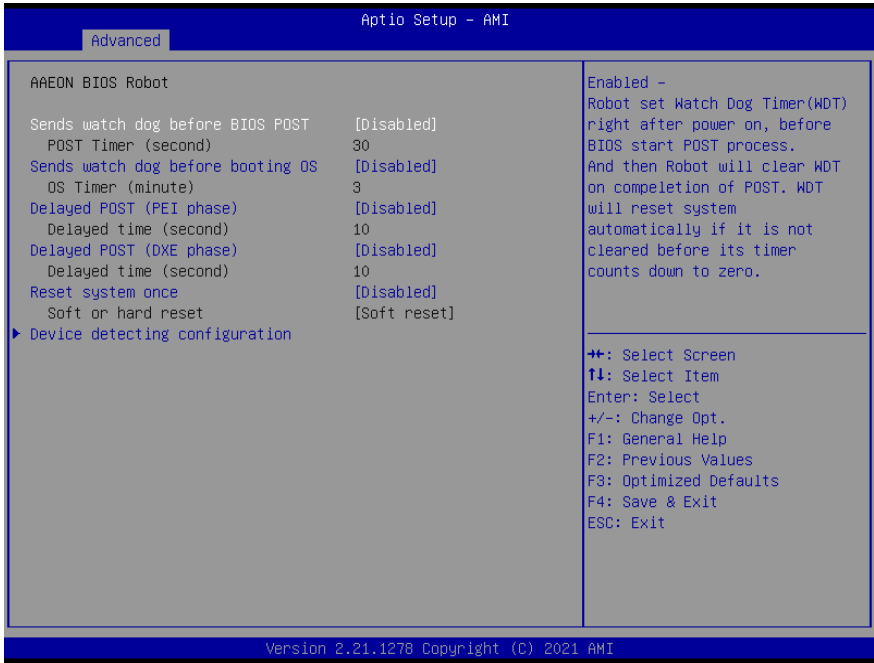 Aptio Setup – AMI
Advanced
AAEON BIOS Robot
Sends watch dog before BIOS POST [Disabled]
POST Timer (second) 30
Sends watch dog before booting OS [Disabled]
OS Timer (minute) 3
Delayed POST (PEI phase) [Disabled]
Delayed time (second) 10
Delayed POST (DXE phase) [Disabled]
Delayed time (second) 10
Reset system once [Disabled]
Soft or hard reset [Soft reset]
Device detecting configuration
Enabled –
Robot set Watch Dog Timer(WDT)
right after power on, before
BIOS start POST process.
And then Robot will clear WDT
on compeletion of POST. WDT
will reset system
automatically if it is not
cleared before its timer
counts down to zero.
→←: Select Screen
↑↓: Select Item
Enter: Select
+/-: Change Opt.
F1: General Help
F2: Previous Values
F3: Optimized Defaults
F4: Save & Exit
ESC: Exit
Version 2.21.1278 Copyright (C) 2021 AMI